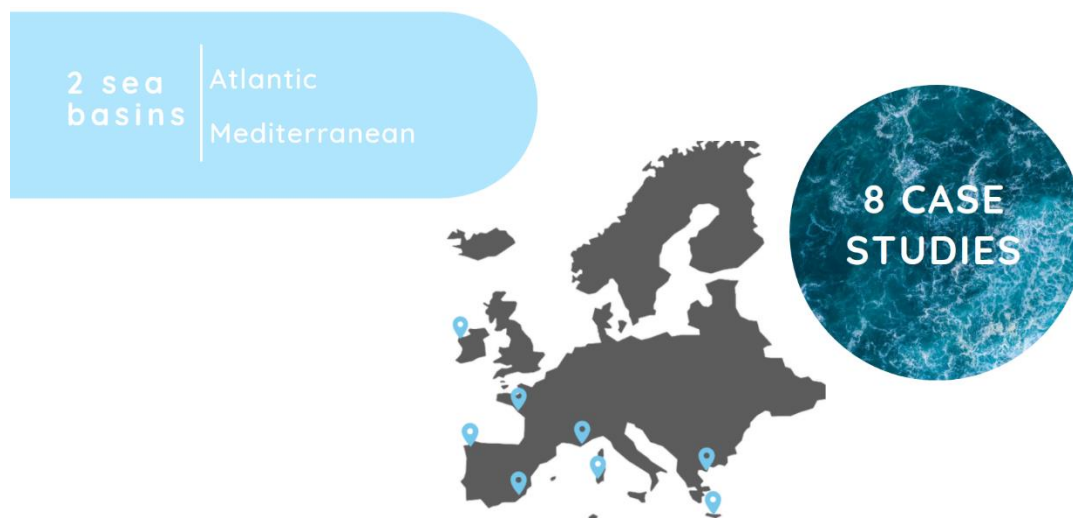 2 sea
basins
Atlantic
Mediterranean
8 CASE
STUDIES